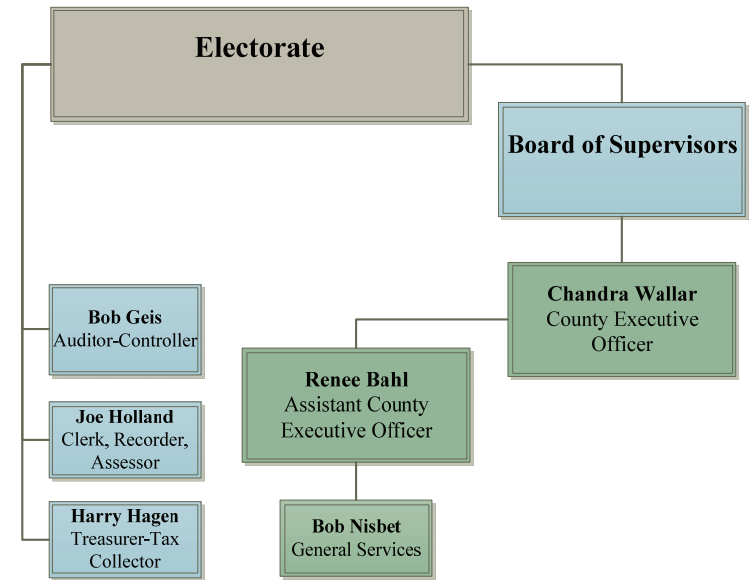 Electorate
Board of Supervisors
Chandra Wallar
County Executive
Officer
Bob Geis
Auditor-Controller
Renee Bahl
Assistant County
Executive Officer
Joe Holland
Clerk, Recorder,
Assessor
Harry Hagen
Treasurer-Tax
Collector
Bob Nisbet
General Services